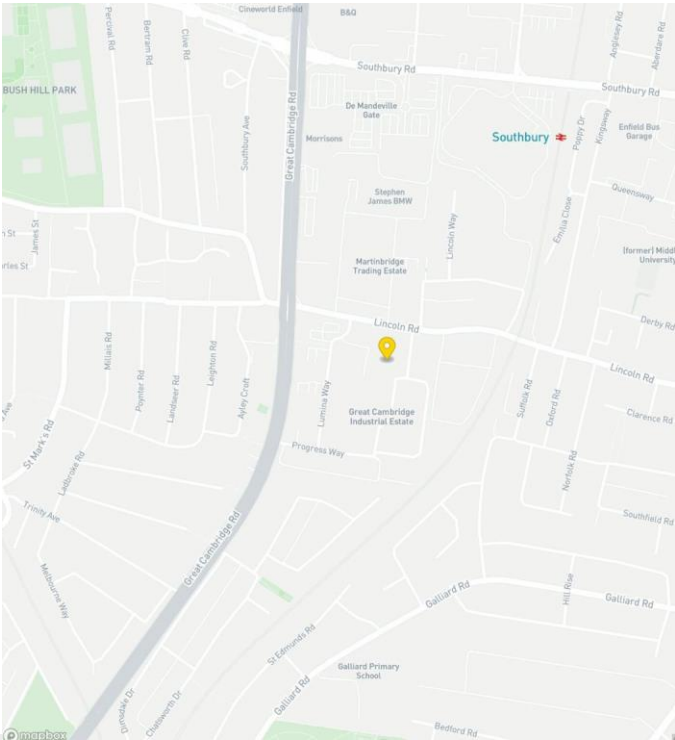 Cineworld Enfield
B&Q
Percival Rd
Bertram Rd
Clive Rd
Anglesey Rd
Aberdare Rd
Southbury Rd
Southbury Rd
BUSH HILL PARK
De Mandeville
Gate
Great Cambridge Rd
Southbury Ave
Morrisons
Southbury
Poppy Dr
Kingsway
Enfield Bus
Garage
Stephen
James BMW
Queensway
James St
Lincoln Way
Emilia Close
(former) Middl
University
Martinbridge
Trading Estate
Derby Rd
Lincoln Rd
Lincoln Rd
Millais Rd
Poynter Rd
Landseer Rd
Leighton Rd
Ayley Croft
Lumina Way
Great Cambridge
Industrial Estate
Suffolk Rd
Oxford Rd
Clarence Rd
St Mark's Rd
Ladbroke Rd
Progress Way
Norfolk Rd
Trinity Ave
Southfield Rd
Great Cambridge Rd
Melbourne Way
Galliard Rd
Hill Rise
Galliard Rd
St Edmunds Rd
Galliard Primary
School
Galliard Rd
Chatsworth Dr
Bedford Rd
mapbox